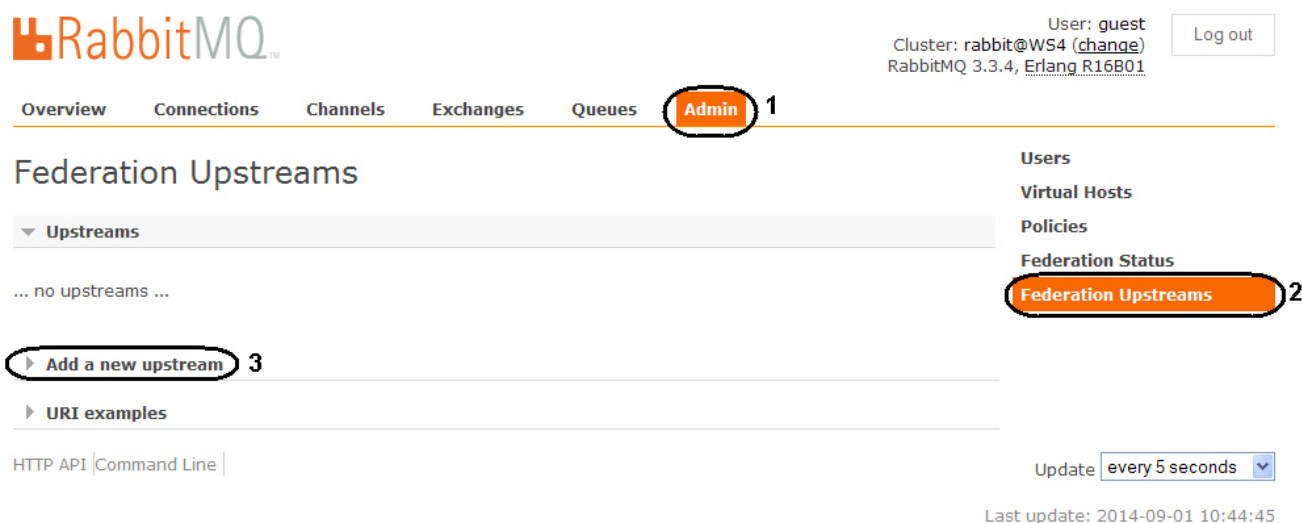 RabbitMQ™
User: guest
Cluster: rabbit@WS4 (change)
RabbitMQ 3.3.4, Erlang R16B01
Log out
Overview Connections Channels Exchanges Queues Admin 1
Federation Upstreams
Upstreams
... no upstreams ...
Add a new upstream 3
URI examples
Users
Virtual Hosts
Policies
Federation Status
Federation Upstreams 2
HTTP API Command Line
Update every 5 seconds
Last update: 2014-09-01 10:44:45